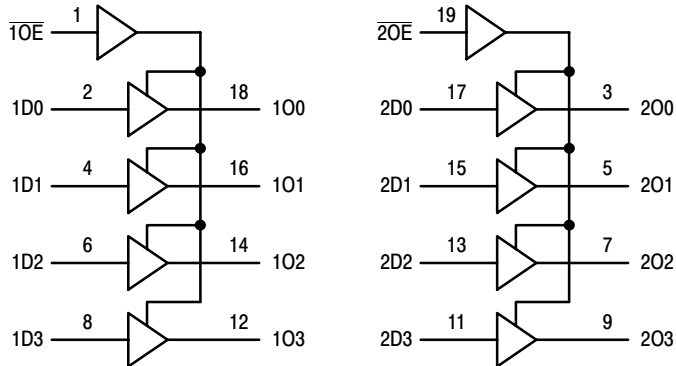 1OE 1
1D0 2 18 1O0
1D1 4 16 1O1
1D2 6 14 1O2
1D3 8 12 1O3
2OE 19
2D0 17 3 2O0
2D1 15 5 2O1
2D2 13 7 2O2
2D3 11 9 2O3